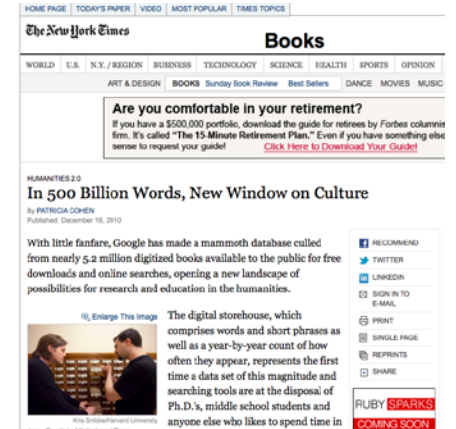 HOME PAGE TODAY'S PAPER VIDEO MOST POPULAR TIMES TOPICS
The New York Times
Books
WORLD U.S. N.Y. / REGION BUSINESS TECHNOLOGY SCIENCE HEALTH SPORTS OPINION
ART & DESIGN BOOKS Sunday Book Review Best Sellers DANCE MOVIES MUSIC
Are you comfortable in your retirement?
If you have a $500,000 portfolio, download the guide for retirees by Forbes columnis
firm. It's called "The 15-Minute Retirement Plan." Even if you have something else
sense to request your guide! Click Here to Download Your Guide!
HUMANITIES 2.0
In 500 Billion Words, New Window on Culture
By PATRICIA COHEN
Published: December 16, 2010
With little fanfare, Google has made a mammoth database culled
from nearly 5.2 million digitized books available to the public for free
downloads and online searches, opening a new landscape of
possibilities for research and education in the humanities.
Enlarge This Image
Kris Snibbe/Harvard University
The digital storehouse, which
comprises words and short phrases as
well as a year-by-year count of how
often they appear, represents the first
time a data set of this magnitude and
searching tools are at the disposal of
Ph.D.'s, middle school students and
anyone else who likes to spend time in
RECOMMEND
TWITTER
LINKEDIN
SIGN IN TO
E-MAIL
PRINT
SINGLE PAGE
REPRINTS
SHARE
RUBY SPARKS
COMING SOON